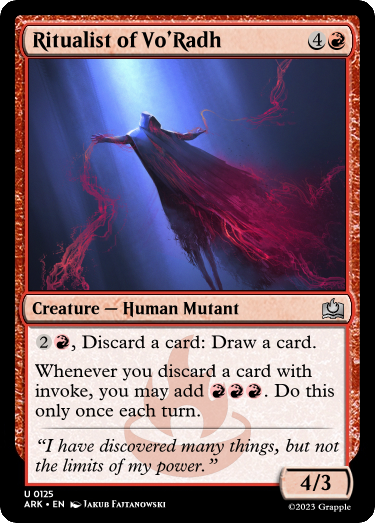 Ritualist of Vo'Radh 4
2, Discard a card: Draw a card.
Whenever you discard a card with
invoke, you may add. Do this
only once each turn.
Creature — Human Mutant
"I have discovered many things, but not
the limits of my power."
4/3
U 0125
ARK • EN Jakub Fajtanowski
©2023 Grapple